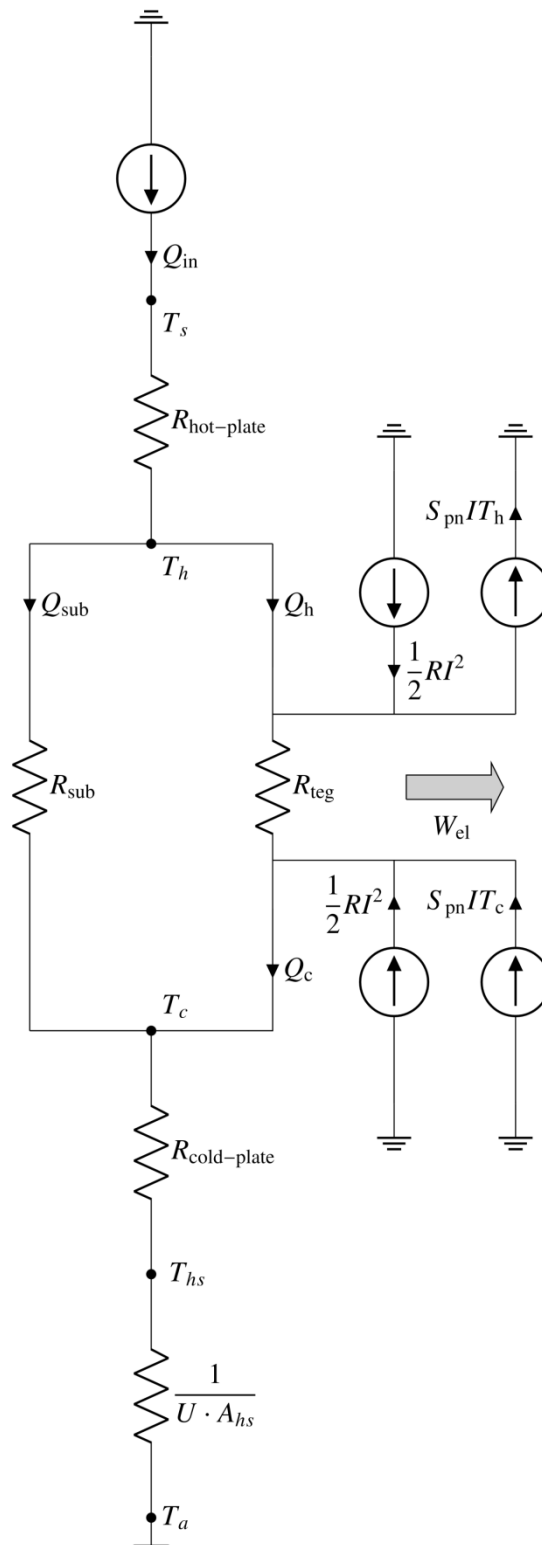 Q_in
T_s
R_hot−plate
S_pn I T_h
T_h
Q_sub
Q_h
1/2 RI^2
R_sub
R_teg
W_el
1/2 RI^2
S_pn I T_c
Q_c
T_c
R_cold−plate
T_hs
1/(U · A_hs)
T_a